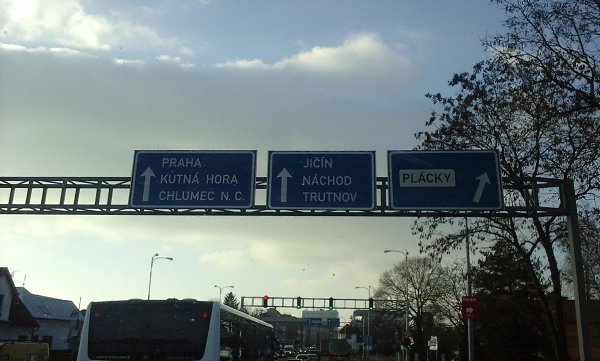 PRAHA
KUTNÁ HORA
CHLUMEC N. C.
JIČÍN
NÁCHOD
TRUTNOV
PLÁCKY